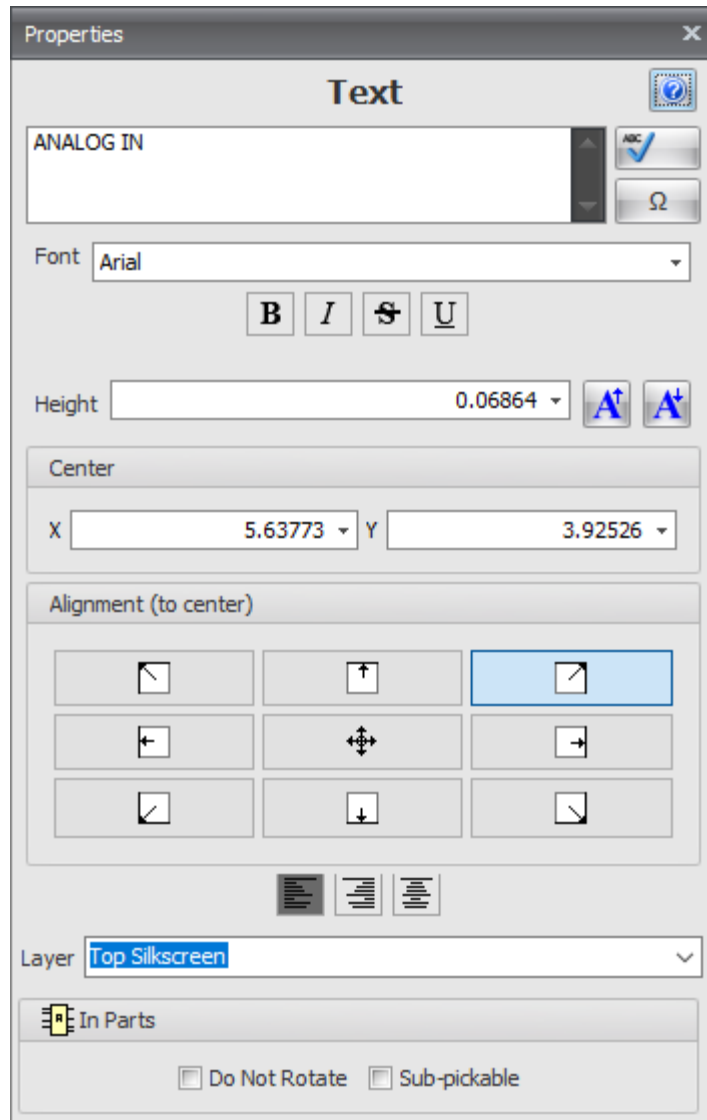 Properties
Text
ANALOG IN
ABC
Ω
Font Arial
B I S U
Height 0.06864 A A
Center
X 5.63773 Y 3.92526
Alignment (to center)
Layer Top Silkscreen
In Parts
Do Not Rotate Sub-pickable